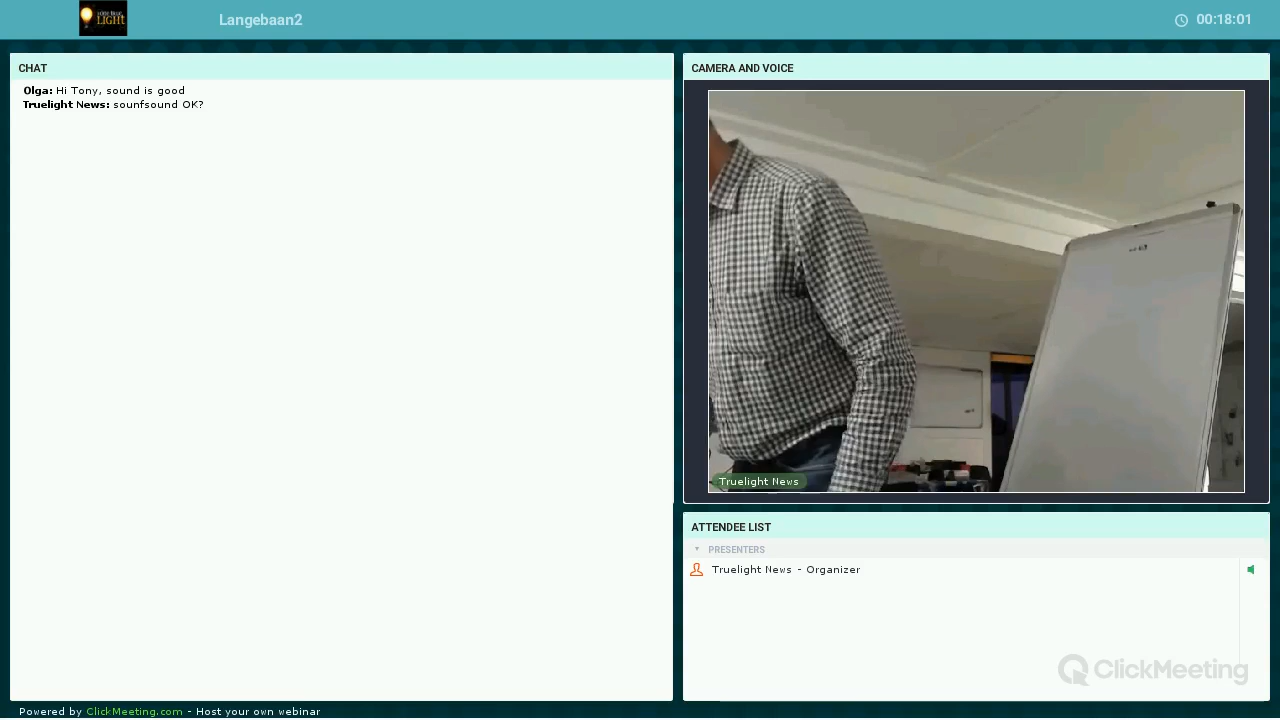 LIGHT
Langebaan2
00:18:01
CHAT
Olga: Hi Tony, sound is good
Truelight News: sounfsound OK?
CAMERA AND VOICE
Truelight News
ATTENDEE LIST
PRESENTERS
Truelight News - Organizer
ClickMeeting
Powered by ClickMeeting.com - Host your own webinar